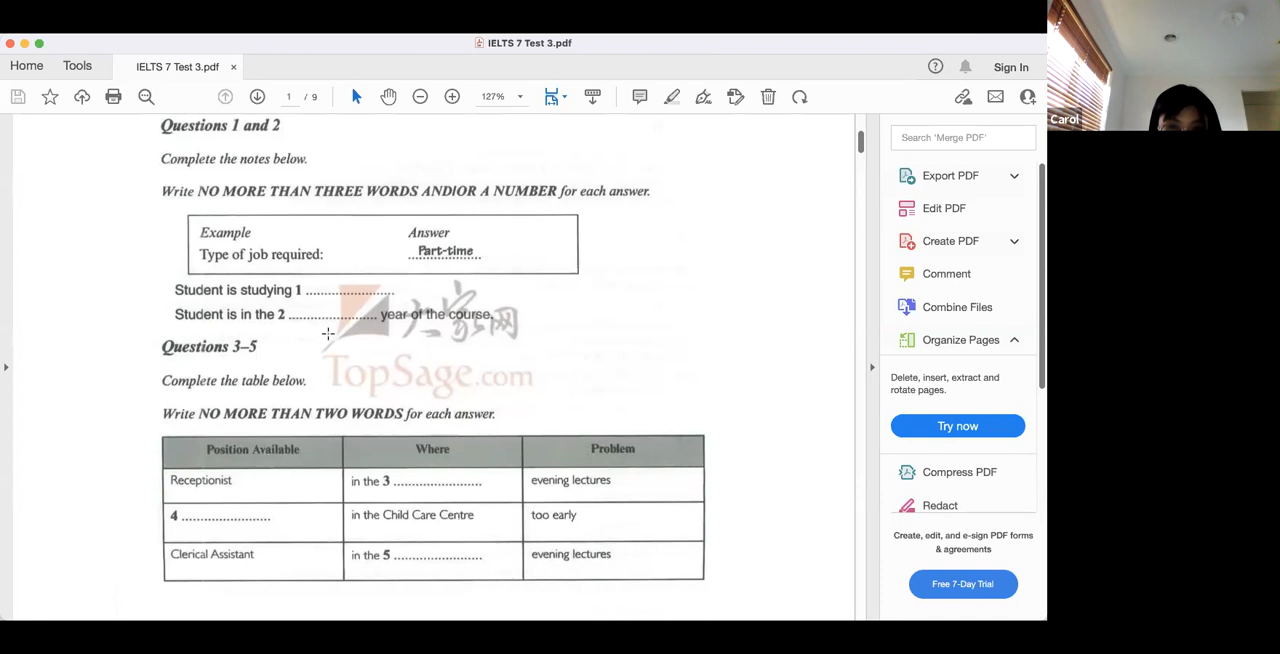 IELTS 7 Test 3.pdf
Home
Tools
IELTS 7 Test 3.pdf ×
Sign In
1 / 9
127%
Carol
Questions 1 and 2
Complete the notes below.
Write NO MORE THAN THREE WORDS ANDIOR A NUMBER for each answer.
Example Answer
Type of job required: Part-time
Student is studying 1 ........................
Student is in the 2 ........................ year of the course.
大家网
TopSage.com
Questions 3–5
Complete the table below.
Write NO MORE THAN TWO WORDS for each answer.
Position Available Where Problem
Receptionist in the 3 ........................ evening lectures
4 ........................ in the Child Care Centre too early
Clerical Assistant in the 5 ........................ evening lectures
Search 'Merge PDF'
Export PDF
Edit PDF
Create PDF
Comment
Combine Files
Organize Pages
Delete, insert, extract and
rotate pages.
Try now
Compress PDF
Redact
Create, edit, and e-sign PDF forms
& agreements
Free 7-Day Trial